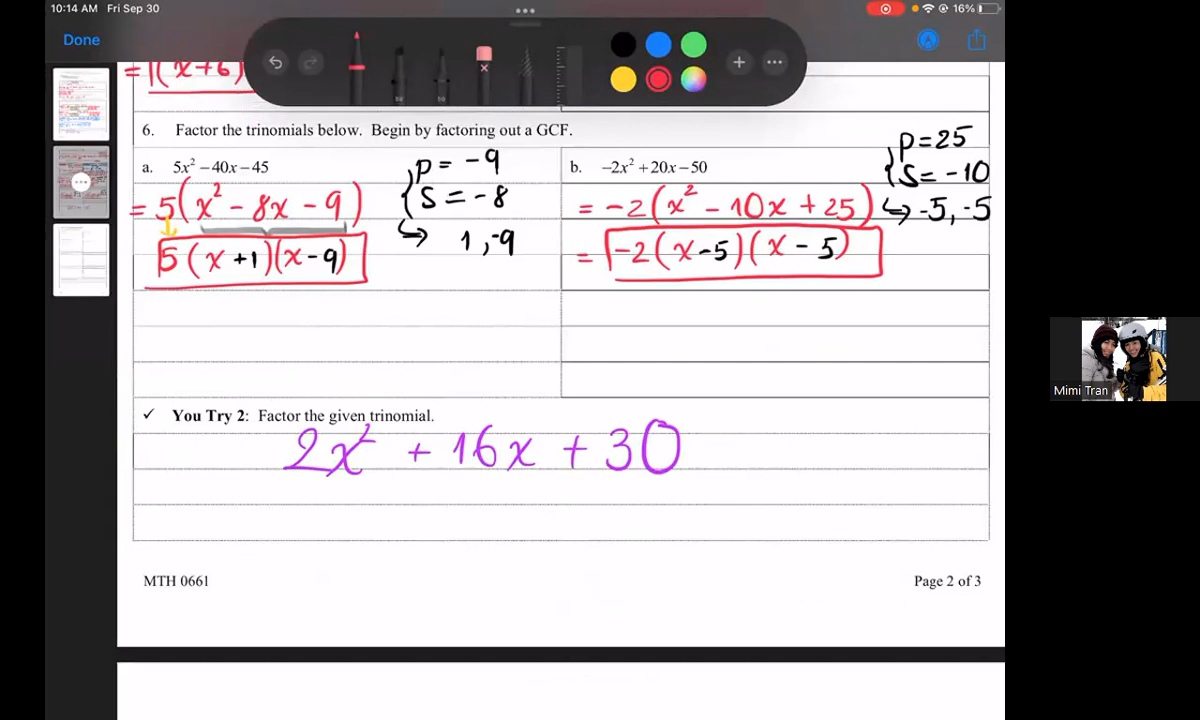 10:14 AM Fri Sep 30
16%
Done
= 1(x+6)
6. Factor the trinomials below. Begin by factoring out a GCF.
a. 5x² −40x −45
p = -9
s = -8
↪ 1, -9
= 5(x² - 8x - 9)
5(x+1)(x-9)
b. −2x² +20x −50
p = 25
s = -10
↪ -5, -5
= -2(x² - 10x + 25)
= -2(x-5)(x-5)
✓ You Try 2: Factor the given trinomial.
2x² + 16x + 30
MTH 0661
Page 2 of 3
Mimi Tran